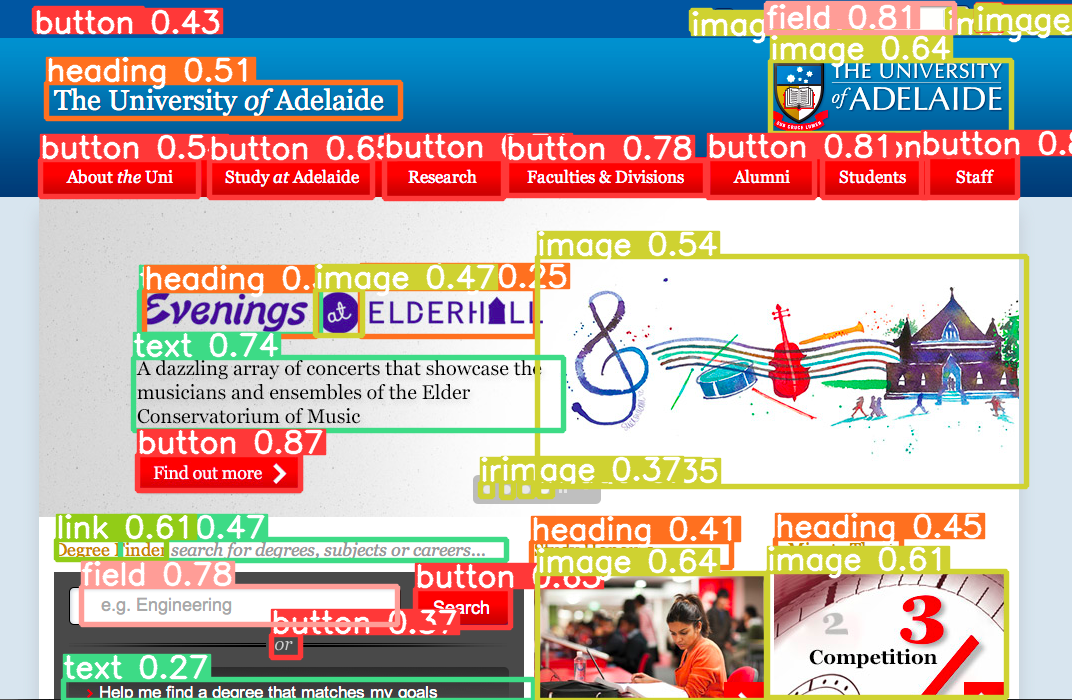 button 0.43
field 0.81
image
image 0.64
heading 0.51
The University of Adelaide
THE UNIVERSITY
of ADELAIDE
button 0.5
button 0.65
button
button 0.78
button 0.81
button 0.8
About the Uni
Study at Adelaide
Research
Faculties & Divisions
Alumni
Students
Staff
image 0.54
heading 0.
image 0.47
0.25
Evenings at ELDERHALL
text 0.74
A dazzling array of concerts that showcase the
musicians and ensembles of the Elder
Conservatorium of Music
button 0.87
Find out more
image 0.37
35
link 0.61
0.47
heading 0.41
heading 0.45
Degree Finder search for degrees, subjects or careers...
image 0.64
image 0.61
field 0.78
button 0.63
e.g. Engineering
Search
button 0.37
or
2
3
Competition
text 0.27
Help me find a degree that matches my goals